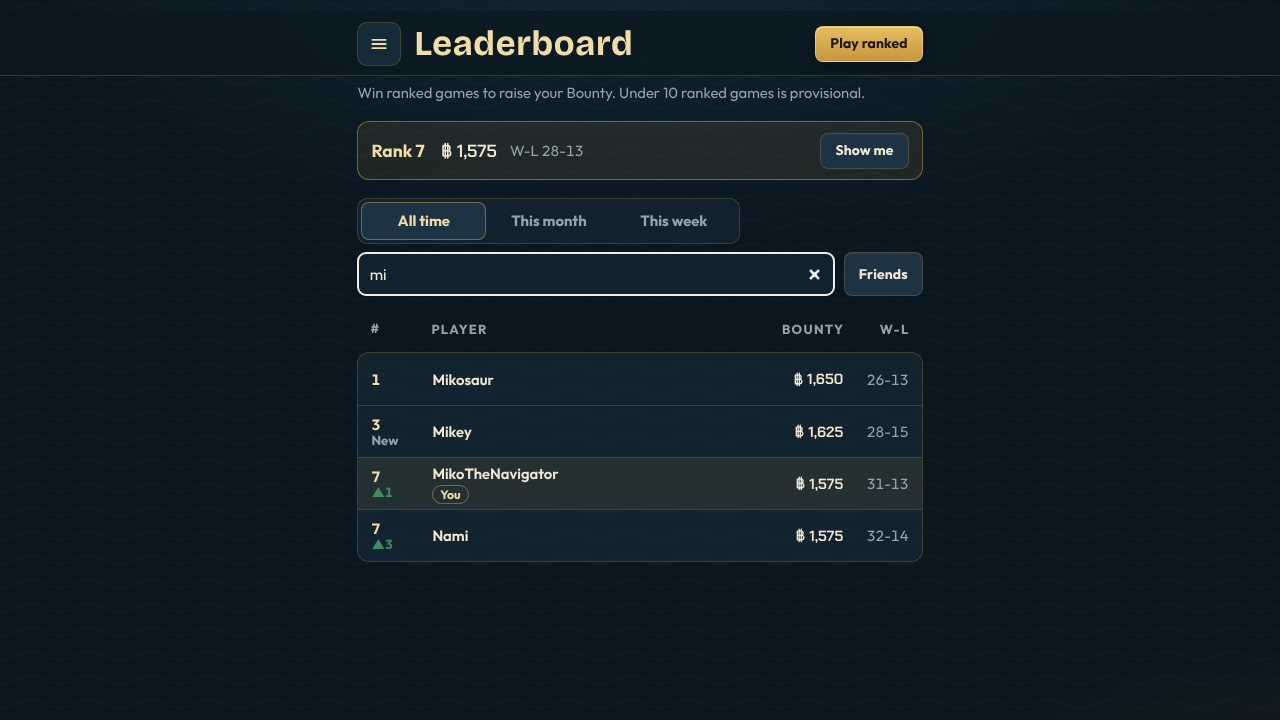 Leaderboard
Play ranked
Win ranked games to raise your Bounty. Under 10 ranked games is provisional.
Rank 7 ฿ 1,575 W-L 28-13
Show me
All time This month This week
mi
Friends
# PLAYER BOUNTY W-L
1 Mikosaur ฿ 1,650 26-13
3 New Mikey ฿ 1,625 28-15
7 ▲1 MikoTheNavigator You ฿ 1,575 31-13
7 ▲3 Nami ฿ 1,575 32-14